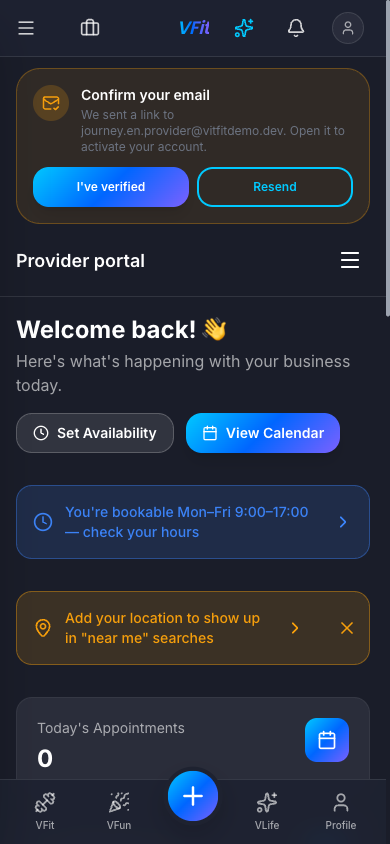 VFit
Confirm your email
We sent a link to
journey.en.provider@vitfitdemo.dev. Open it to
activate your account.
I've verified
Resend
Provider portal
Welcome back! 👋
Here's what's happening with your business
today.
Set Availability
View Calendar
You're bookable Mon–Fri 9:00–17:00
— check your hours
Add your location to show up
in "near me" searches
Today's Appointments
0
VFit
VFun
VLife
Profile